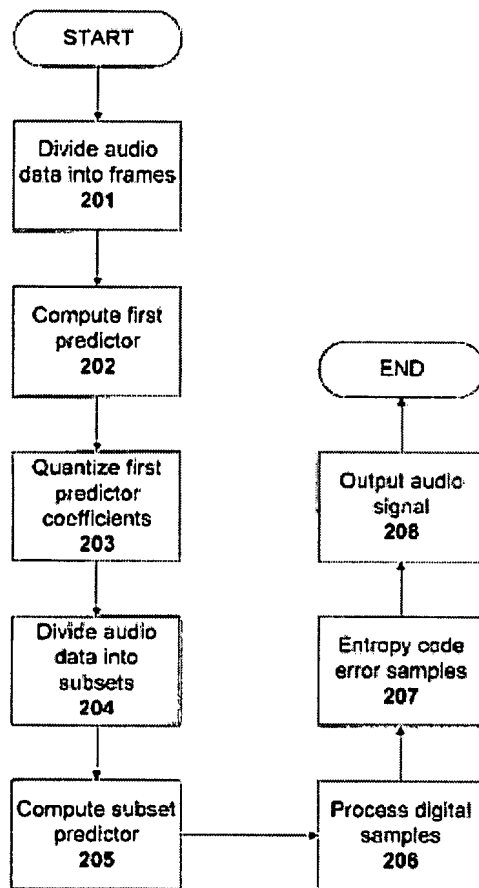 START
Divide audio
data into frames
201
Compute first
predictor
202
Quantize first
predictor
coefficients
203
Divide audio
data into
subsets
204
Compute subset
predictor
205
Process digital
samples
206
Entropy code
error samples
207
Output audio
signal
208
END